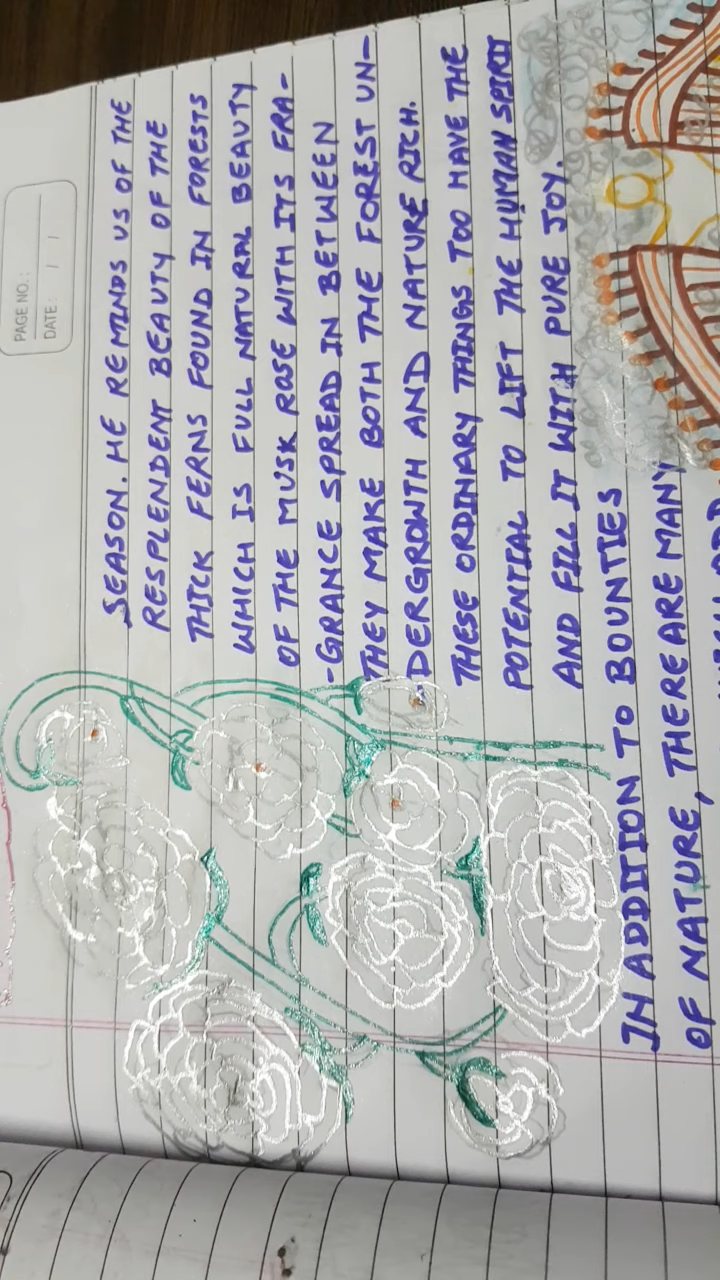 PAGE NO.:
DATE: / /
SEASON. HE REMINDS US OF THE
RESPLENDENT BEAUTY OF THE
THICK FERNS FOUND IN FORESTS
WHICH IS FULL NATURAL BEAUTY
OF THE MUSK ROSE WITH ITS FRA-
-GRANCE SPREAD IN BETWEEN
THEY MAKE BOTH THE FOREST UN-
DERGROWTH AND NATURE RICH.
THESE ORDINARY THINGS TOO HAVE THE
POTENTIAL TO LIFT THE HUMAN SPIRIT
AND FILL IT WITH PURE JOY.
IN ADDITION TO BOUNTIES
OF NATURE, THERE ARE MANY